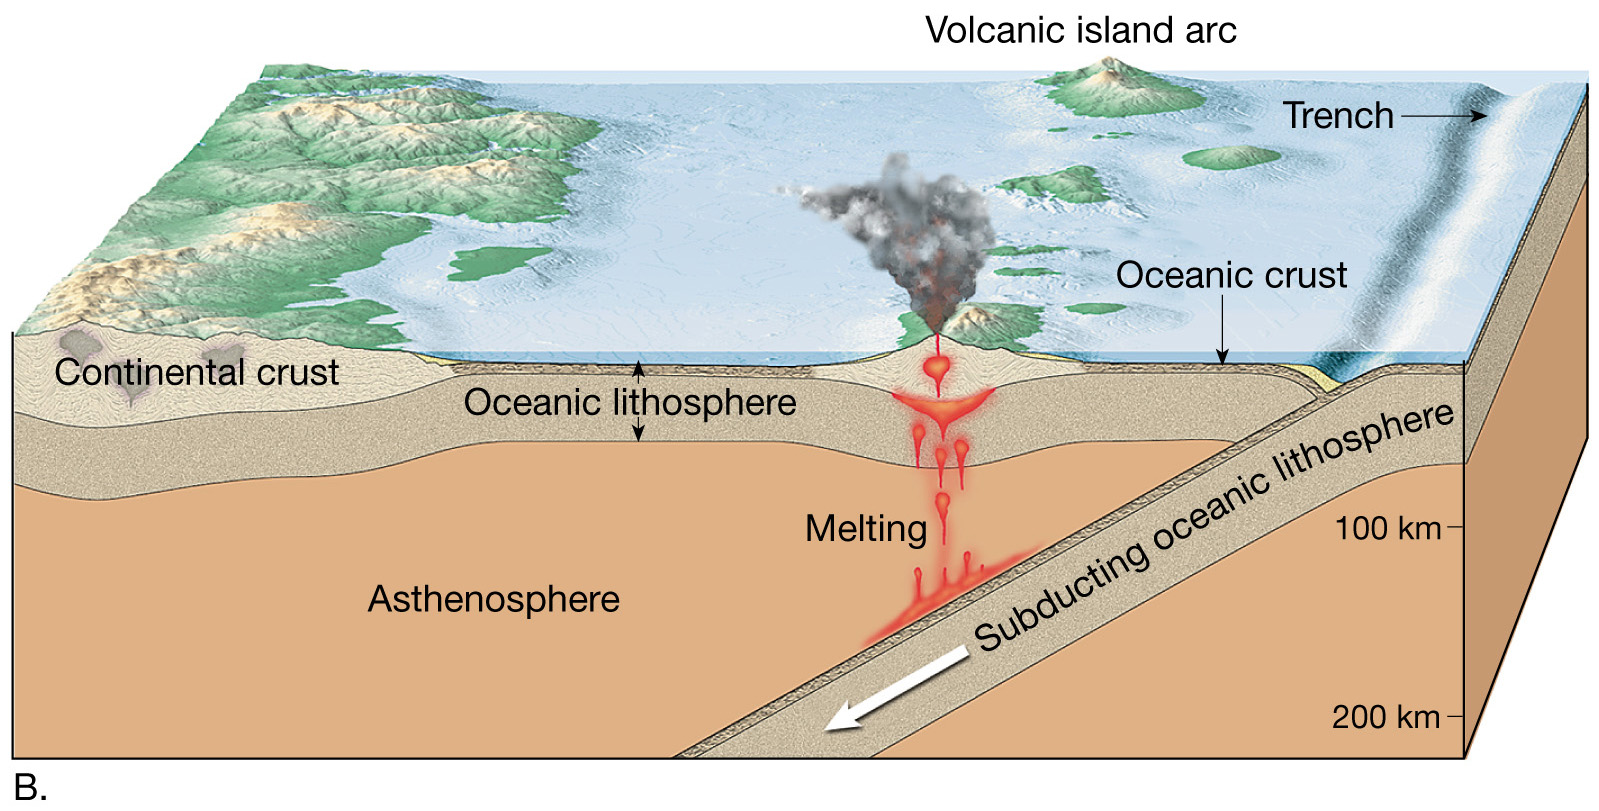 Volcanic island arc
Trench
Oceanic crust
Continental crust
Oceanic lithosphere
Subducting oceanic lithosphere
Melting
100 km
Asthenosphere
200 km
B.